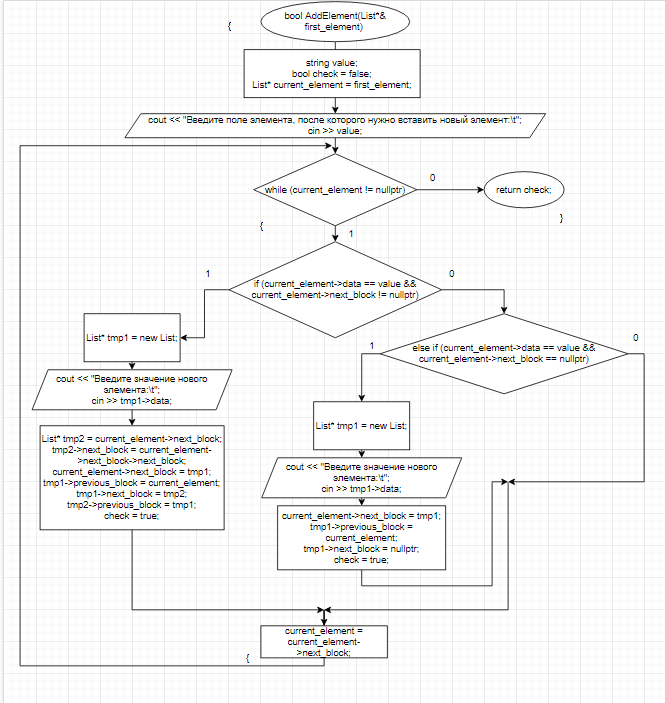 bool AddElement(List*&
first_element)
{
string value;
bool check = false;
List* current_element = first_element;
cout << "Введите поле элемента, после которого нужно вставить новый элемент:\t";
cin >> value;
while (current_element != nullptr)
0
return check;
}
{
1
if (current_element->data == value &&
current_element->next_block != nullptr)
1
0
List* tmp1 = new List;
cout << "Введите значение нового
элемента:\t";
cin >> tmp1->data;
List* tmp2 = current_element->next_block;
tmp2->next_block = current_element-
>next_block->next_block;
current_element->next_block = tmp1;
tmp1->previous_block = current_element;
tmp1->next_block = tmp2;
tmp2->previous_block = tmp1;
check = true;
else if (current_element->data == value &&
current_element->next_block == nullptr)
1
0
List* tmp1 = new List;
cout << "Введите значение нового
элемента:\t";
cin >> tmp1->data;
current_element->next_block = tmp1;
tmp1->previous_block =
current_element;
tmp1->next_block = nullptr;
check = true;
current_element =
current_element-
>next_block;
{